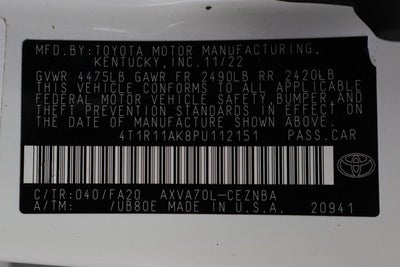 MFD. BY:TOYOTA MOTOR MANUFACTURING,
KENTUCKY, INC. 11/22
GVWR 4475LB GAWR FR 2490LB RR 2420LB
THIS VEHICLE CONFORMS TO ALL APPLICABLE
FEDERAL MOTOR VEHICLE SAFETY, BUMPER, AND
THEFT PREVENTION STANDARDS IN EFFECT ON
THE DATE OF MANUFACTURE SHOWN ABOVE.
4T1R11AK8PU112151 PASS.CAR
C/TR:040/FA20 AXVA70L-CEZNBA
A/TM: /UB80E MADE IN U.S.A. 20941
TOYOTA